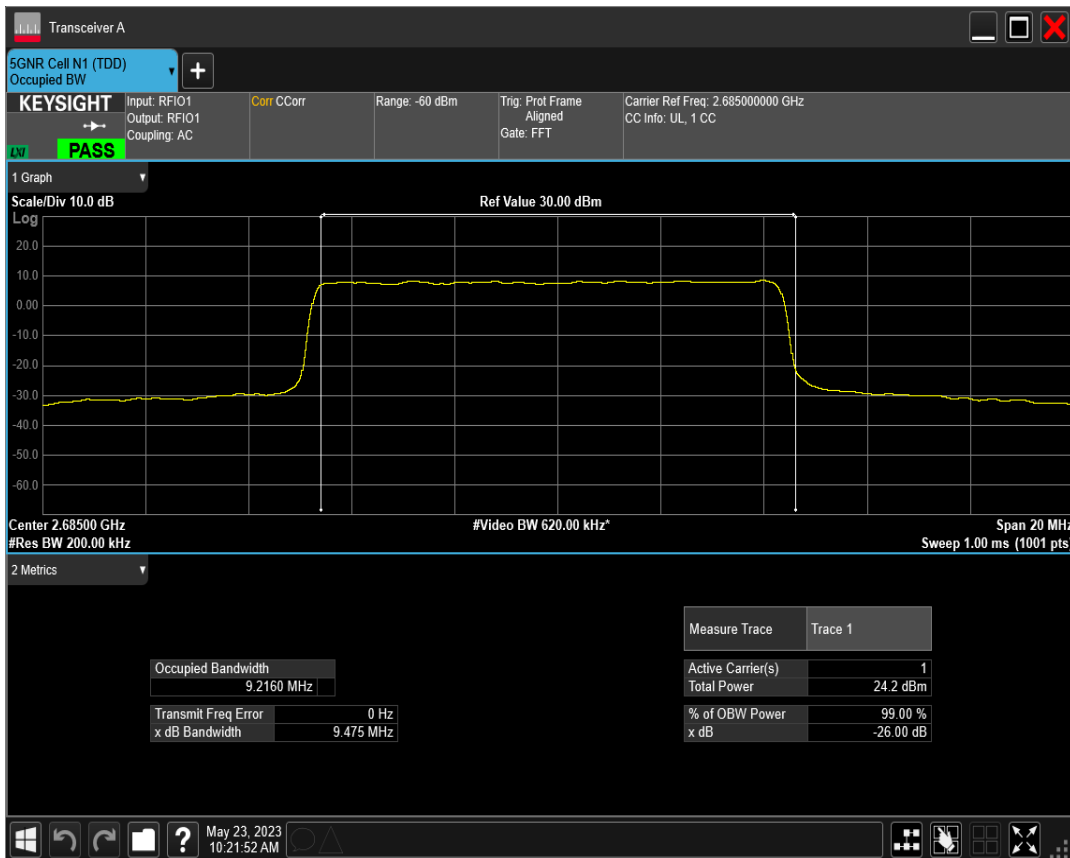 Transceiver A
5GNR Cell N1 (TDD)
Occupied BW
+
KEYSIGHT
LXI
PASS
Input: RFIO1
Output: RFIO1
Coupling: AC
Corr CCorr
Range: -60 dBm
Trig: Prot Frame
Aligned
Gate: FFT
Carrier Ref Freq: 2.685000000 GHz
CC Info: UL, 1 CC
1 Graph
Scale/Div 10.0 dB
Ref Value 30.00 dBm
Log
20.0
10.0
0.00
-10.0
-20.0
-30.0
-40.0
-50.0
-60.0
Center 2.68500 GHz
#Video BW 620.00 kHz*
Span 20 MHz
#Res BW 200.00 kHz
Sweep 1.00 ms (1001 pts)
2 Metrics
Measure Trace Trace 1
Occupied Bandwidth
9.2160 MHz
Active Carrier(s) 1
Total Power 24.2 dBm
Transmit Freq Error 0 Hz
x dB Bandwidth 9.475 MHz
% of OBW Power 99.00 %
x dB -26.00 dB
?
May 23, 2023
10:21:52 AM